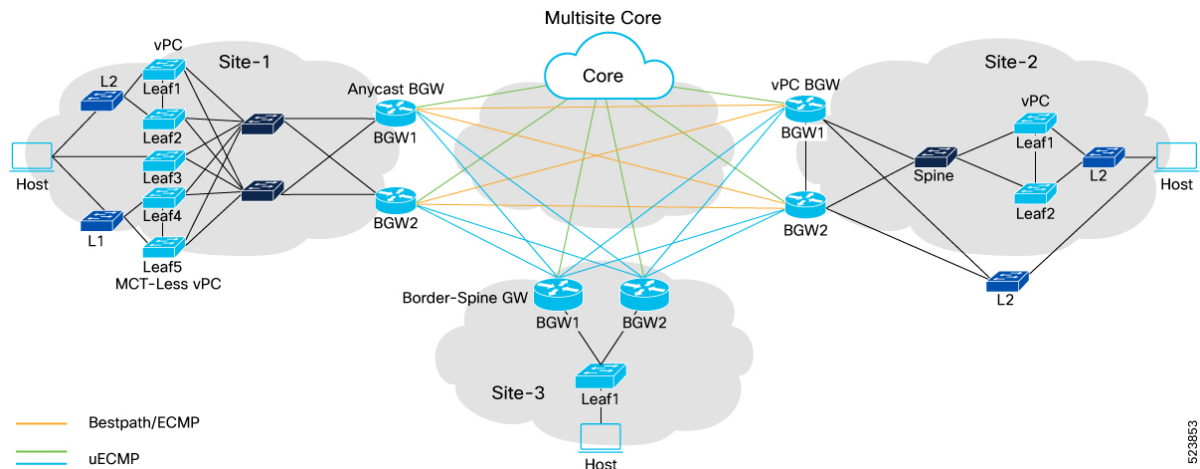 Multisite Core
Core
vPC
Site-1
L2
Leaf1
Leaf2
Leaf3
Leaf4
Leaf5
MCT-Less vPC
Host
L1
Anycast BGW
BGW1
BGW2
vPC BGW
BGW1
BGW2
Site-2
vPC
Leaf1
Leaf2
Spine
L2
Host
L2
Border-Spine GW
BGW1
BGW2
Site-3
Leaf1
Host
Bestpath/ECMP
uECMP
523853